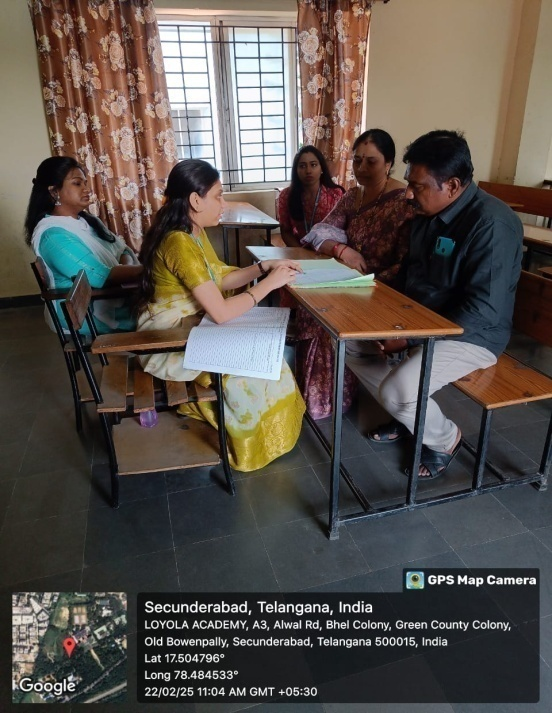 GPS Map Camera
Secunderabad, Telangana, India
LOYOLA ACADEMY, A3, Alwal Rd, Bhel Colony, Green County Colony,
Old Bowenpally, Secunderabad, Telangana 500015, India
Lat 17.504796°
Long 78.484533°
22/02/25 11:04 AM GMT +05:30
Google